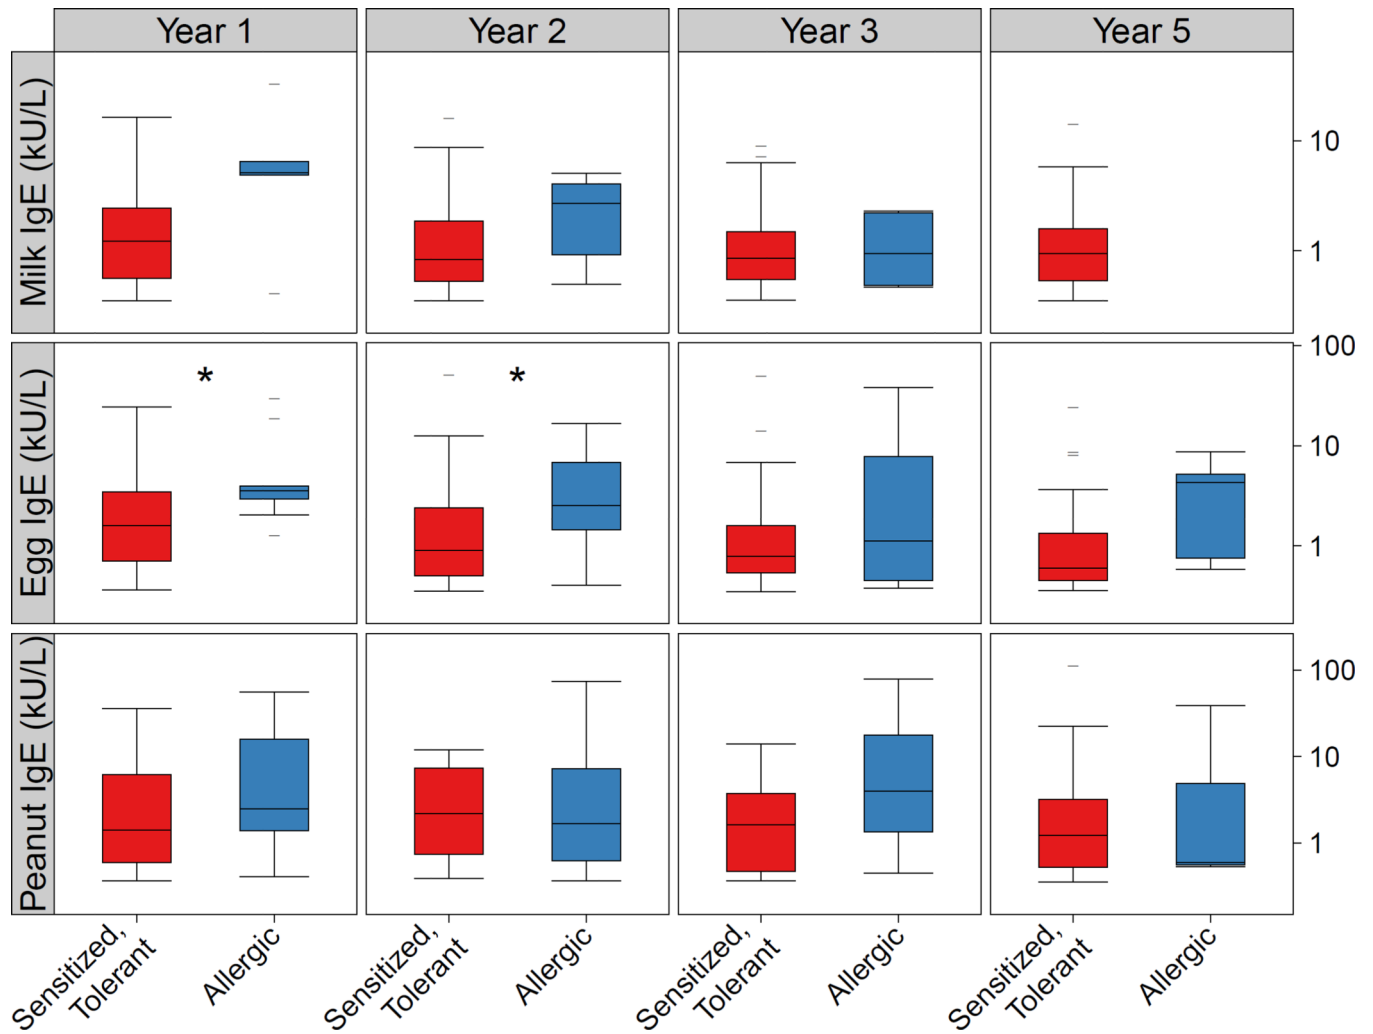 Year 1
Year 2
Year 3
Year 5
Milk IgE (kU/L)
10
1
Egg IgE (kU/L)
*
*
100
10
1
Peanut IgE (kU/L)
100
10
1
Sensitized,
Tolerant
Allergic
Sensitized,
Tolerant
Allergic
Sensitized,
Tolerant
Allergic
Sensitized,
Tolerant
Allergic